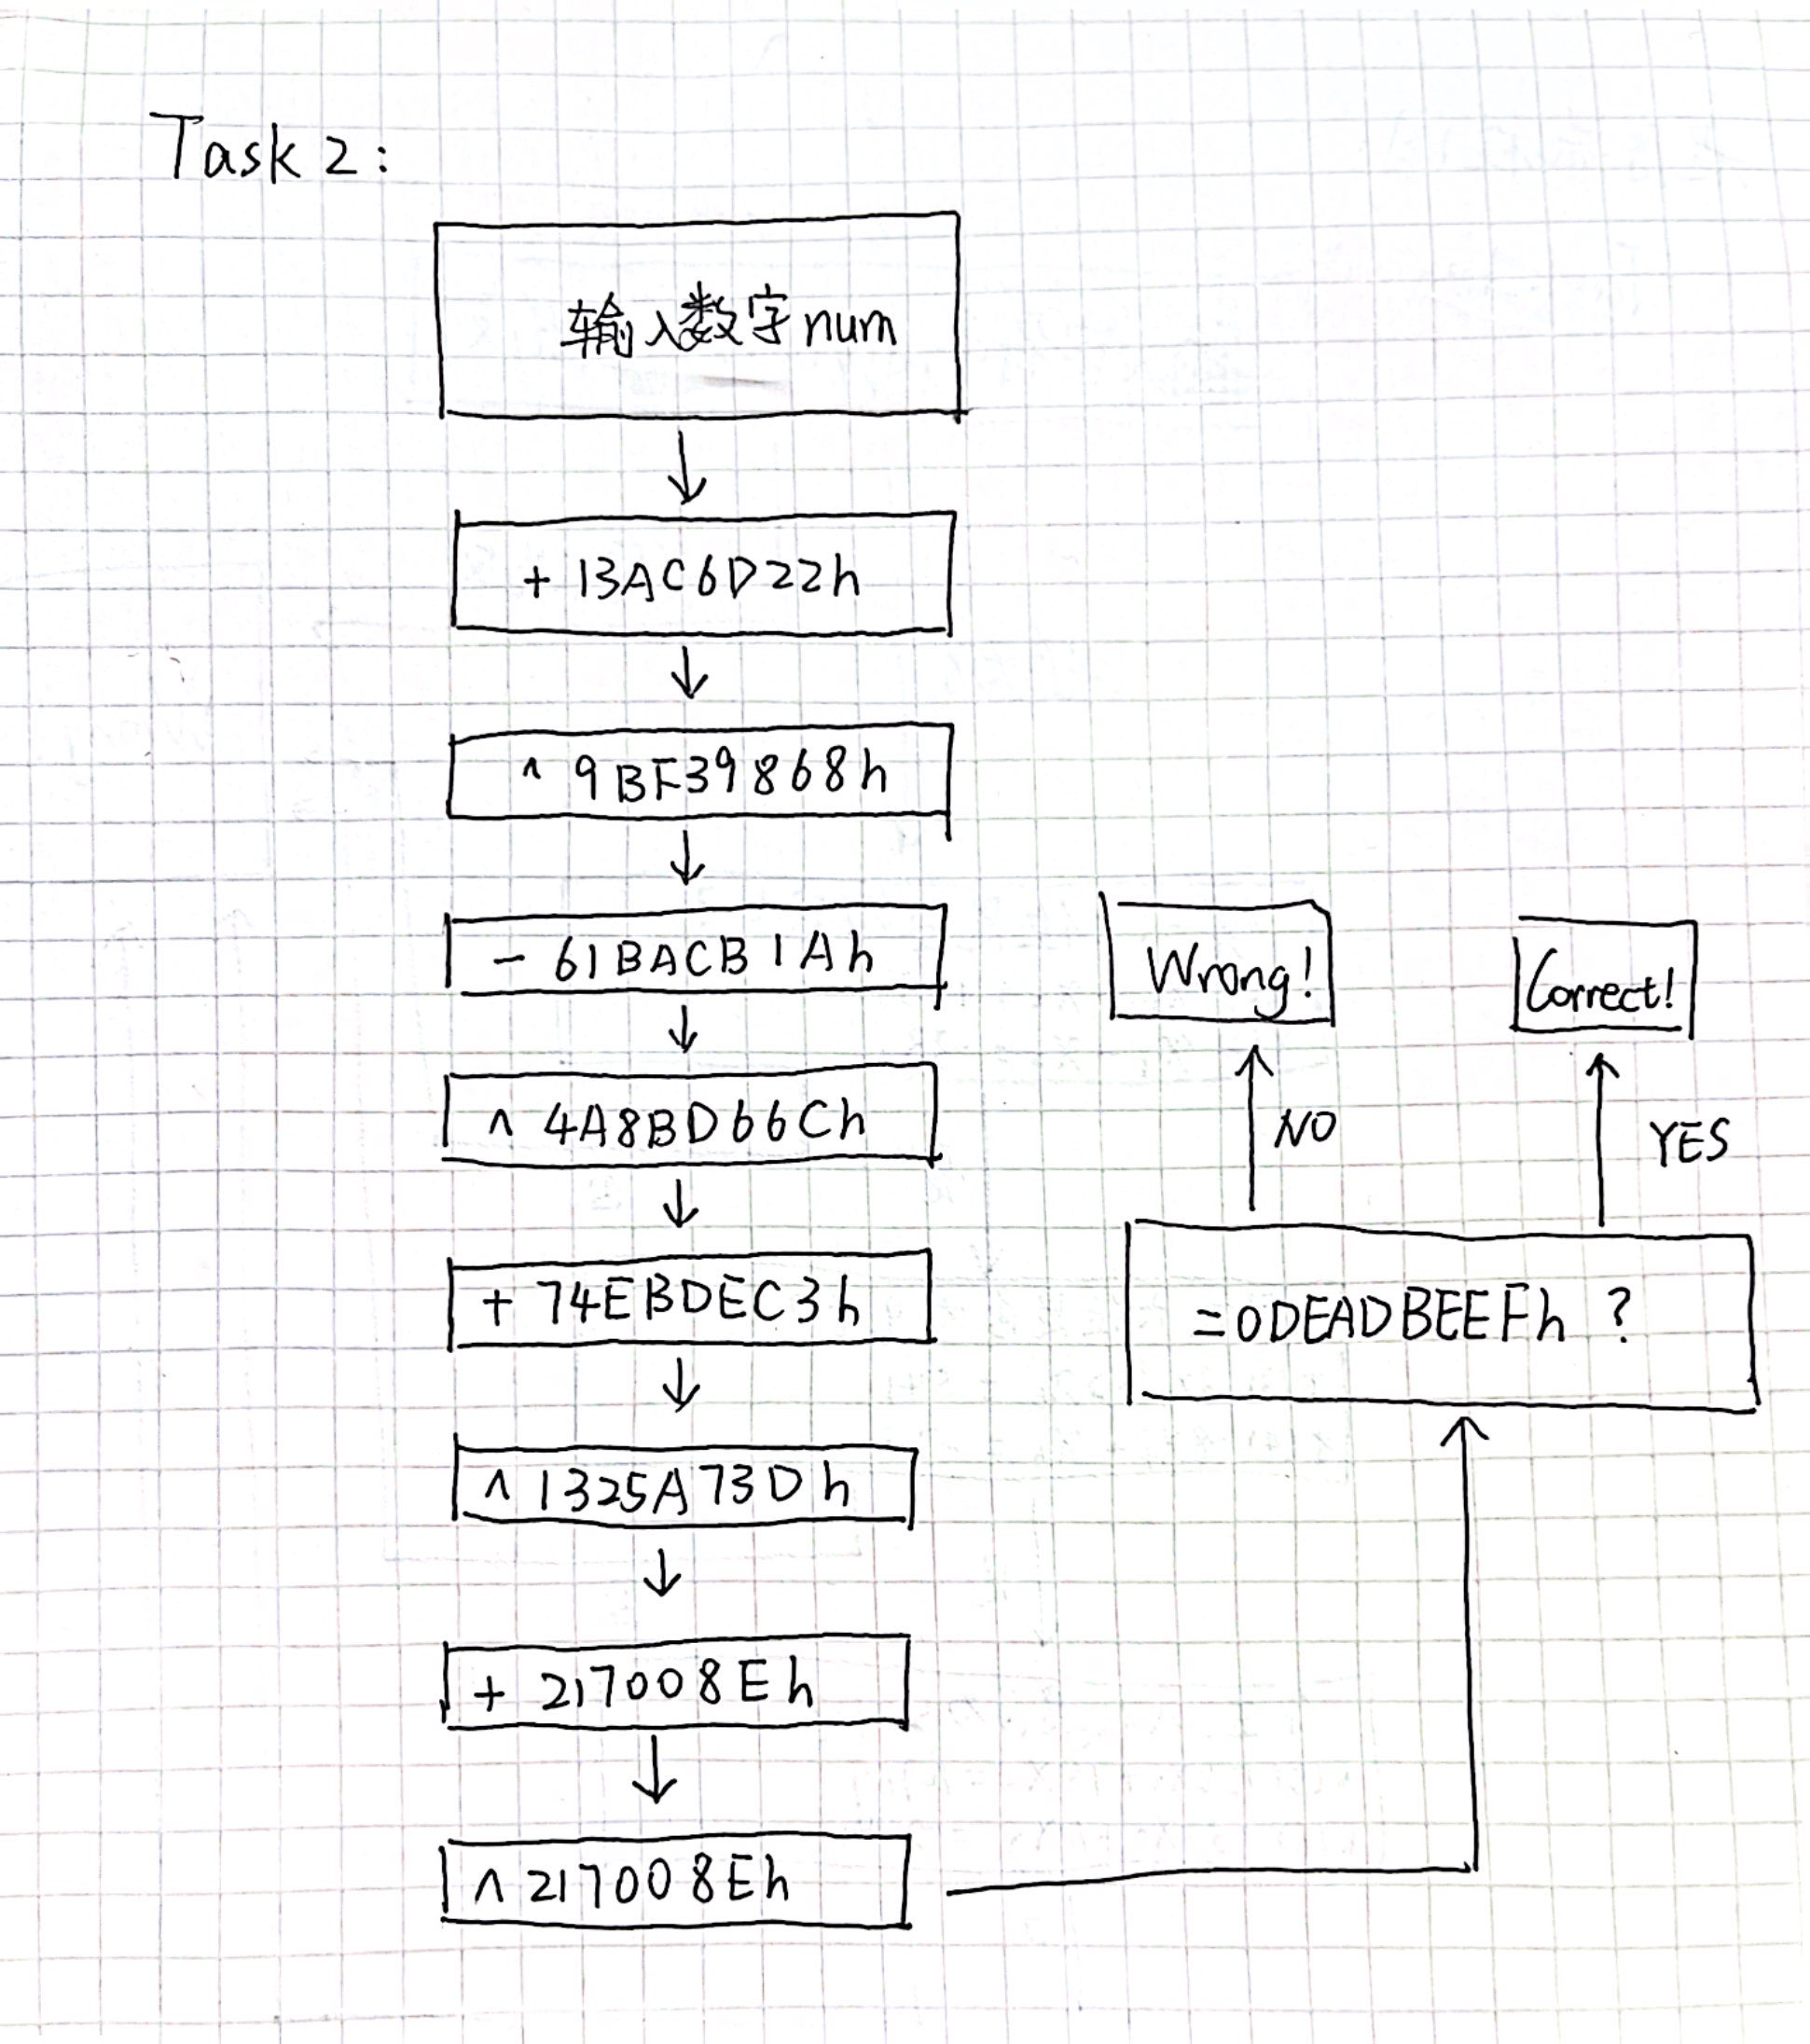 Task 2:
输入数字num
+ 13AC6D22h
^ 9BF39868h
- 61BACB1Ah
^ 4A8BD66Ch
+ 74EBDEC3h
^ 1325A73Dh
+ 217008Eh
^ 217008Eh
=0DEADBEEFh ?
NO
YES
Wrong!
Correct!